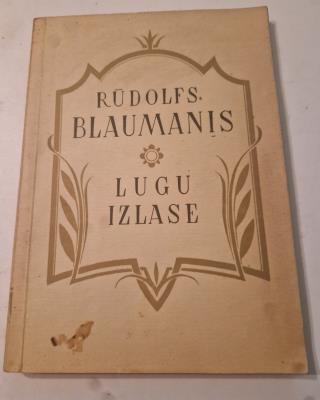 RŪDOLFS
BLAUMANIS
LUGU
IZLASE